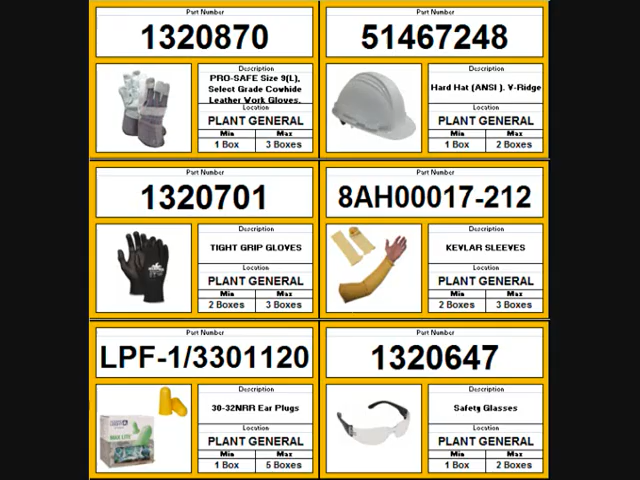 Part Number
1320870
Description
PRO-SAFE Size 9(L),
Select Grade Cowhide
Leather Work Gloves.
Location
PLANT GENERAL
Min Max
1 Box 3 Boxes
Part Number
51467248
Description
Hard Hat (ANSI ). V-Ridge
Location
PLANT GENERAL
Min Max
1 Box 2 Boxes
Part Number
1320701
Description
TIGHT GRIP GLOVES
Location
PLANT GENERAL
Min Max
2 Boxes 3 Boxes
Part Number
8AH00017-212
Description
KEVLAR SLEEVES
Location
PLANT GENERAL
Min Max
2 Boxes 3 Boxes
Part Number
LPF-1/3301120
Description
30-32NRR Ear Plugs
Location
PLANT GENERAL
Min Max
1 Box 5 Boxes
MAX LITE
Part Number
1320647
Description
Safety Glasses
Location
PLANT GENERAL
Min Max
1 Box 2 Boxes